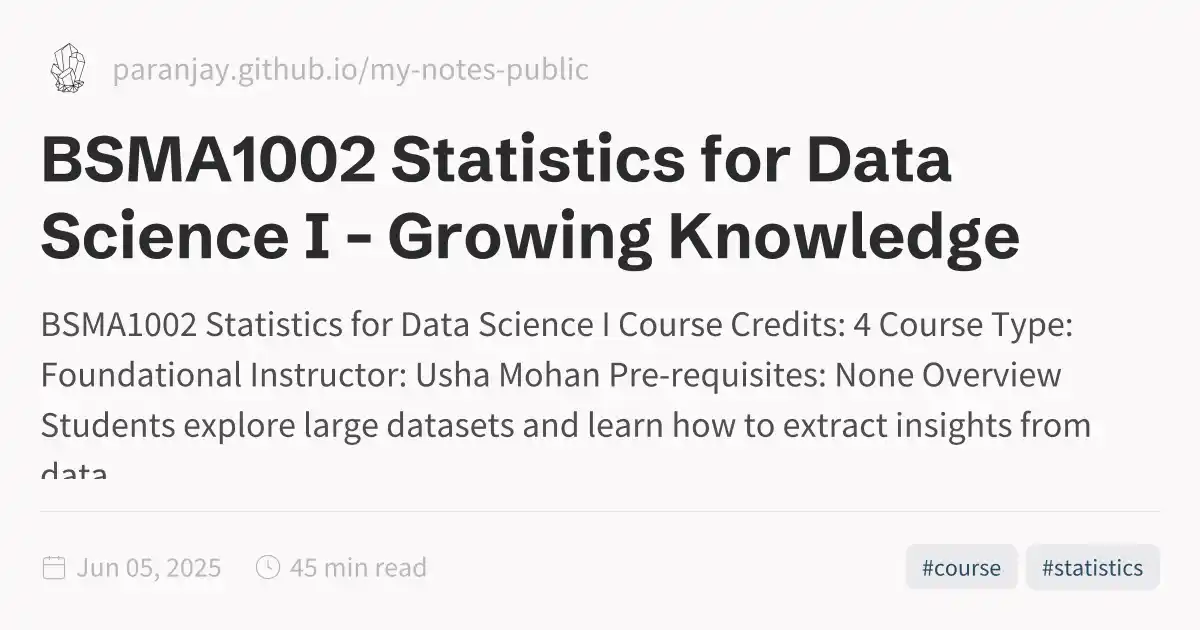 paranjay.github.io/my-notes-public
BSMA1002 Statistics for Data
Science I - Growing Knowledge
BSMA1002 Statistics for Data Science I Course Credits: 4 Course Type:
Foundational Instructor: Usha Mohan Pre-requisites: None Overview
Students explore large datasets and learn how to extract insights from
data
Jun 05, 2025
45 min read
#course
#statistics